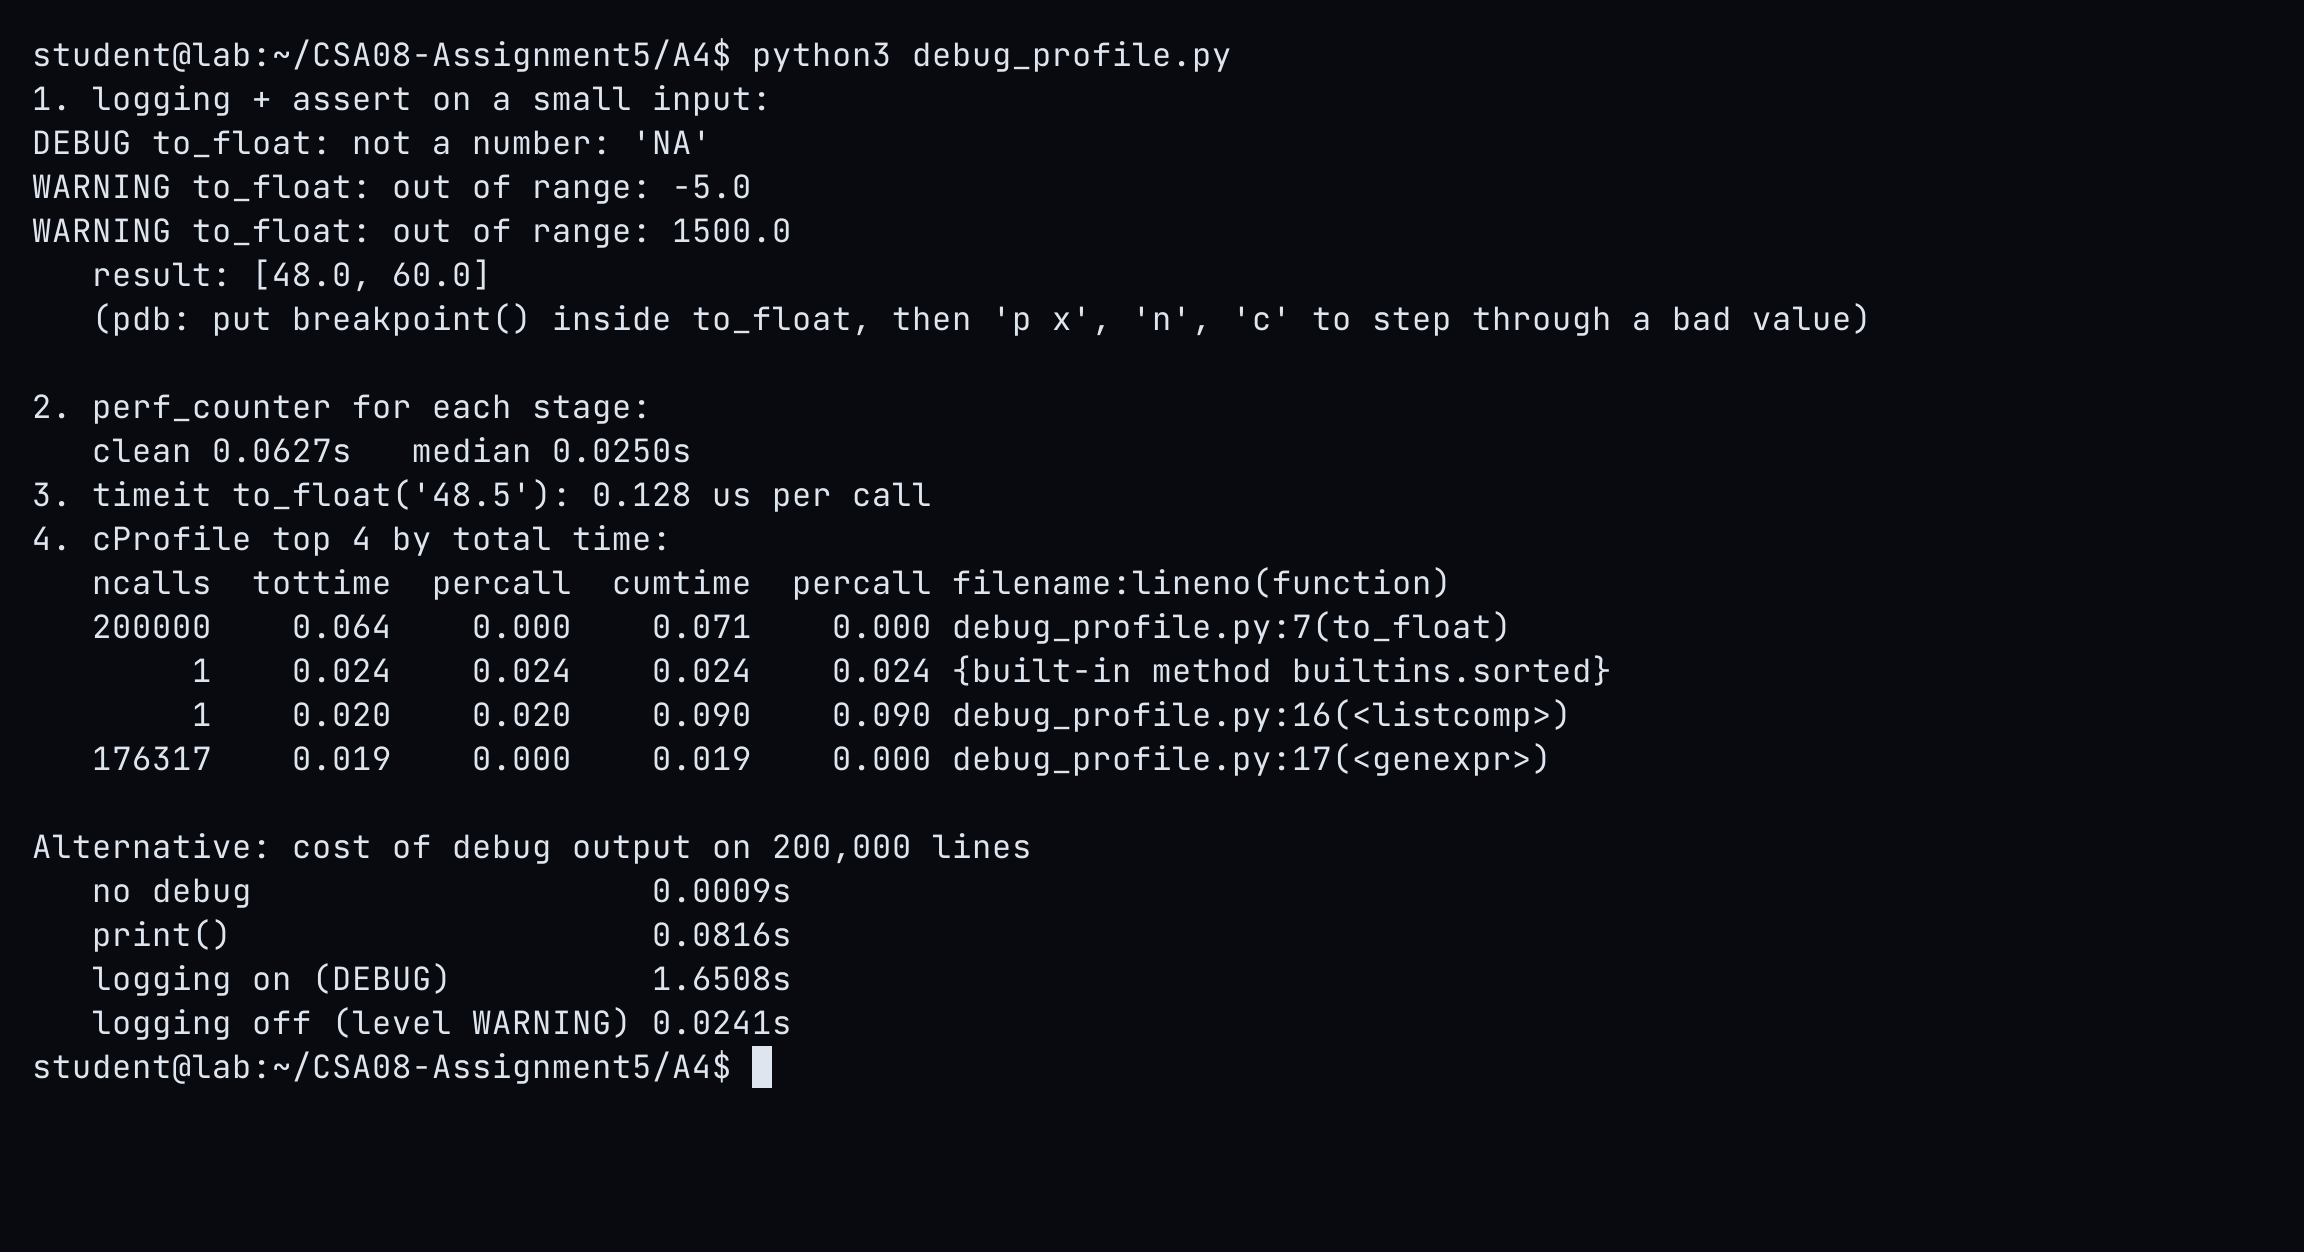 student@lab:~/CSA08-Assignment5/A4$ python3 debug_profile.py
1. logging + assert on a small input:
DEBUG to_float: not a number: 'NA'
WARNING to_float: out of range: -5.0
WARNING to_float: out of range: 1500.0
   result: [48.0, 60.0]
   (pdb: put breakpoint() inside to_float, then 'p x', 'n', 'c' to step through a bad value)

2. perf_counter for each stage:
   clean 0.0627s   median 0.0250s
3. timeit to_float('48.5'): 0.128 us per call
4. cProfile top 4 by total time:
   ncalls  tottime  percall  cumtime  percall filename:lineno(function)
   200000    0.064    0.000    0.071    0.000 debug_profile.py:7(to_float)
        1    0.024    0.024    0.024    0.024 {built-in method builtins.sorted}
        1    0.020    0.020    0.090    0.090 debug_profile.py:16(<listcomp>)
   176317    0.019    0.000    0.019    0.000 debug_profile.py:17(<genexpr>)

Alternative: cost of debug output on 200,000 lines
   no debug                    0.0009s
   print()                     0.0816s
   logging on (DEBUG)          1.6508s
   logging off (level WARNING) 0.0241s
student@lab:~/CSA08-Assignment5/A4$